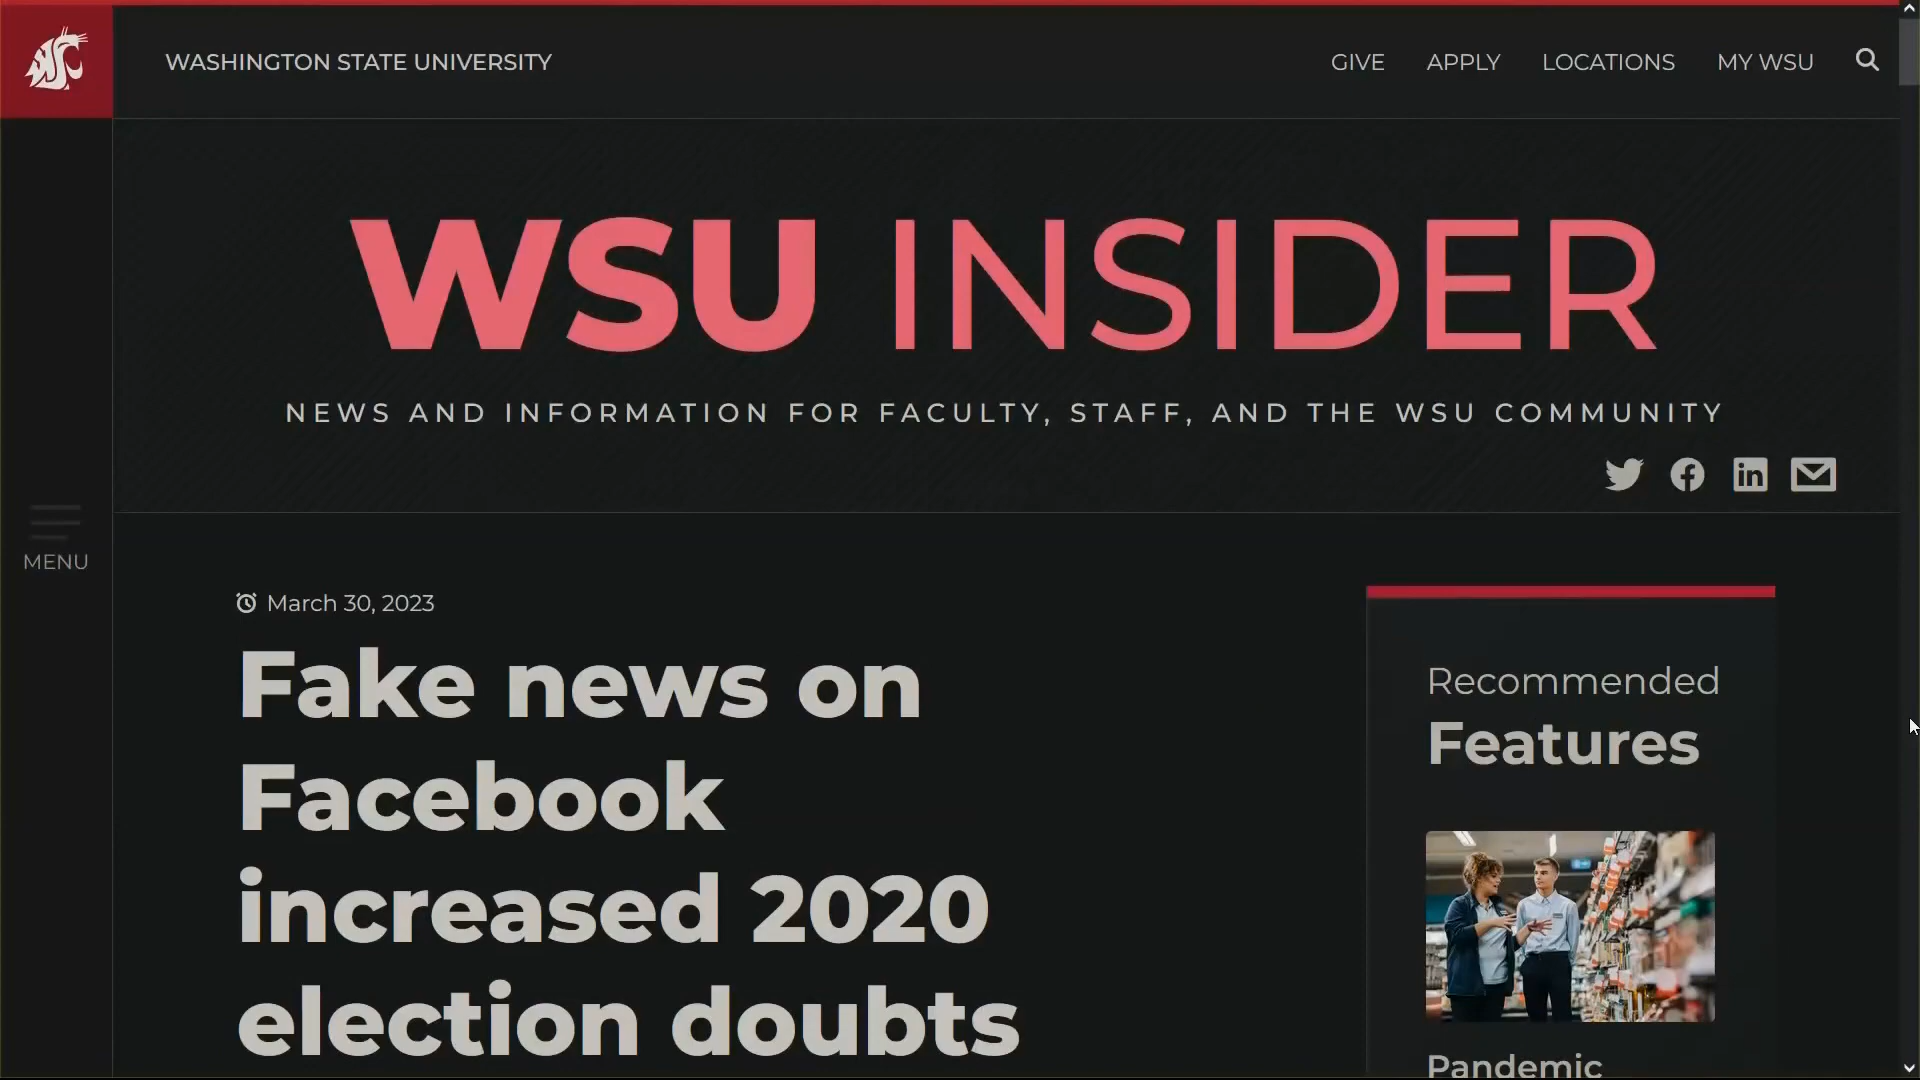 WASHINGTON STATE UNIVERSITY
GIVE APPLY LOCATIONS MY WSU
WSU INSIDER
NEWS AND INFORMATION FOR FACULTY, STAFF, AND THE WSU COMMUNITY
MENU
March 30, 2023
Fake news on
Facebook
increased 2020
election doubts
Recommended
Features
Pandemic